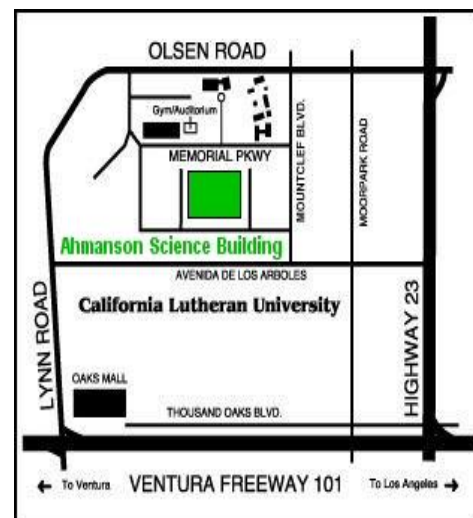 OLSEN ROAD
Gym/Auditorium
MEMORIAL PKWY
MOUNTCLEF BLVD.
MOORPARK ROAD
Ahmanson Science Building
AVENIDA DE LOS ARBOLES
California Lutheran University
LYNN ROAD
HIGHWAY 23
OAKS MALL
THOUSAND OAKS BLVD.
To Ventura
VENTURA FREEWAY 101
To Los Angeles